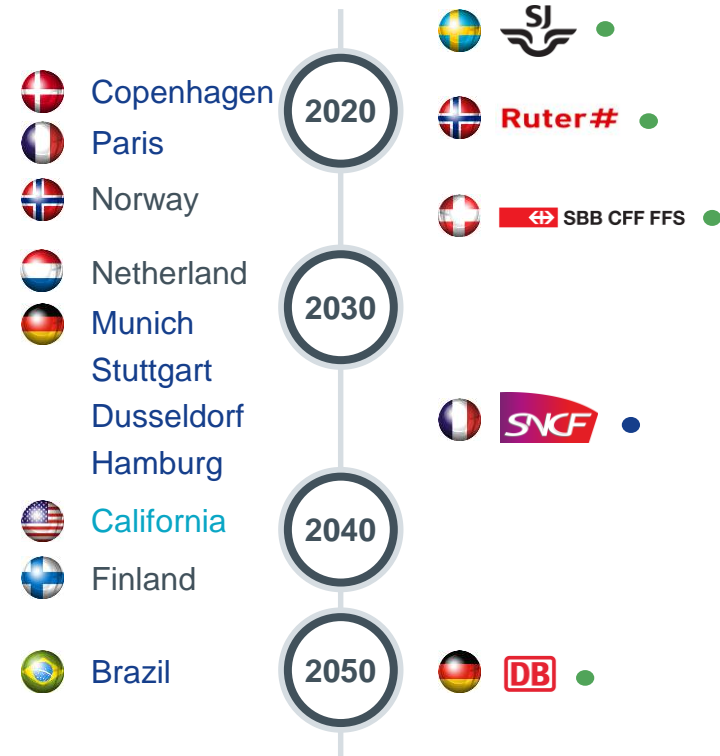 SJ
Copenhagen
2020
Ruter#
Paris
Norway
SBB CFF FFS
Netherland
2030
Munich
Stuttgart
Dusseldorf
SNCF
Hamburg
California
2040
Finland
Brazil
2050
DB